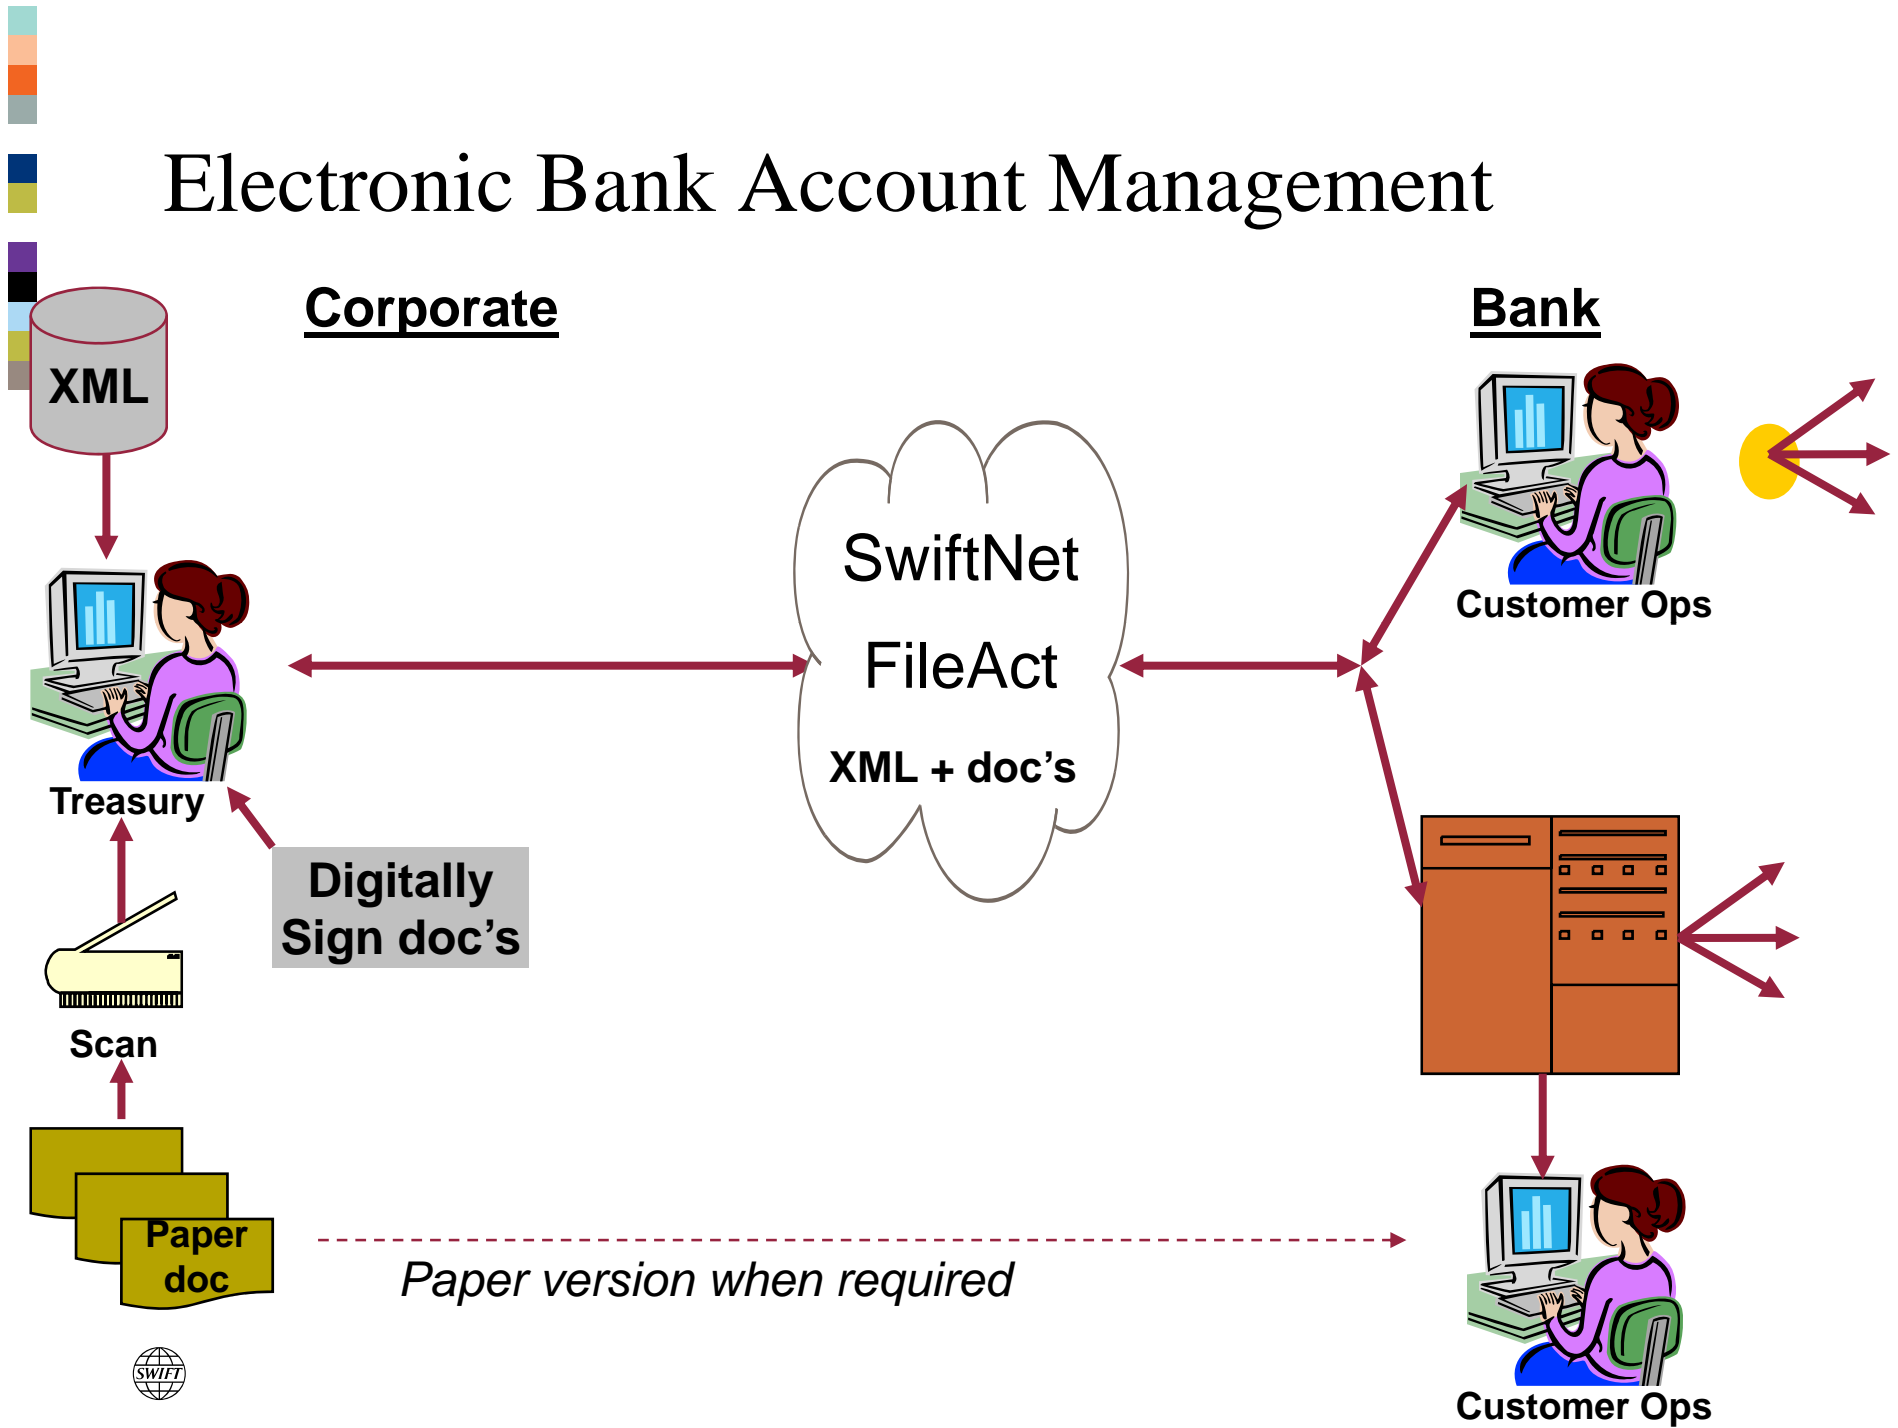 Electronic Bank Account Management
Corporate
Bank
XML
SwiftNet
FileAct
XML + doc’s
Customer Ops
Treasury
Digitally
Sign doc’s
Scan
Paper
doc
Paper version when required
SWIFT
Customer Ops